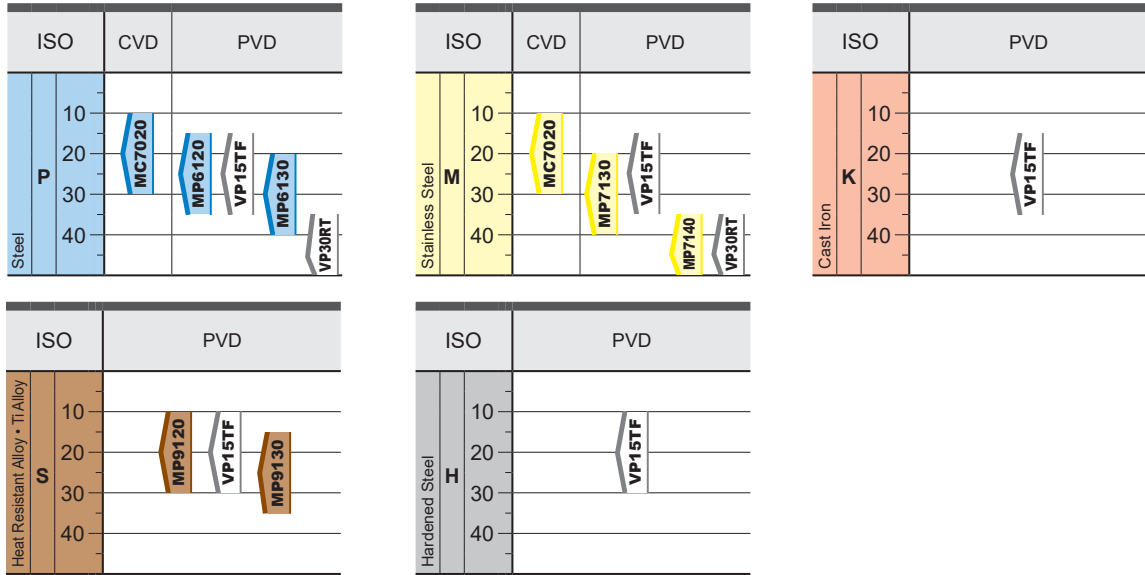 ISO CVD PVD
Steel
P
10
20
30
40
MC7020
MP6120
VP15TF
MP6130
VP30RT
ISO CVD PVD
Stainless Steel
M
10
20
30
40
MC7020
MP7130
VP15TF
MP7140
VP30RT
ISO PVD
Cast Iron
K
10
20
30
40
VP15TF
ISO PVD
Heat Resistant Alloy • Ti Alloy
S
10
20
30
40
MP9120
VP15TF
MP9130
ISO PVD
Hardened Steel
H
10
20
30
40
VP15TF